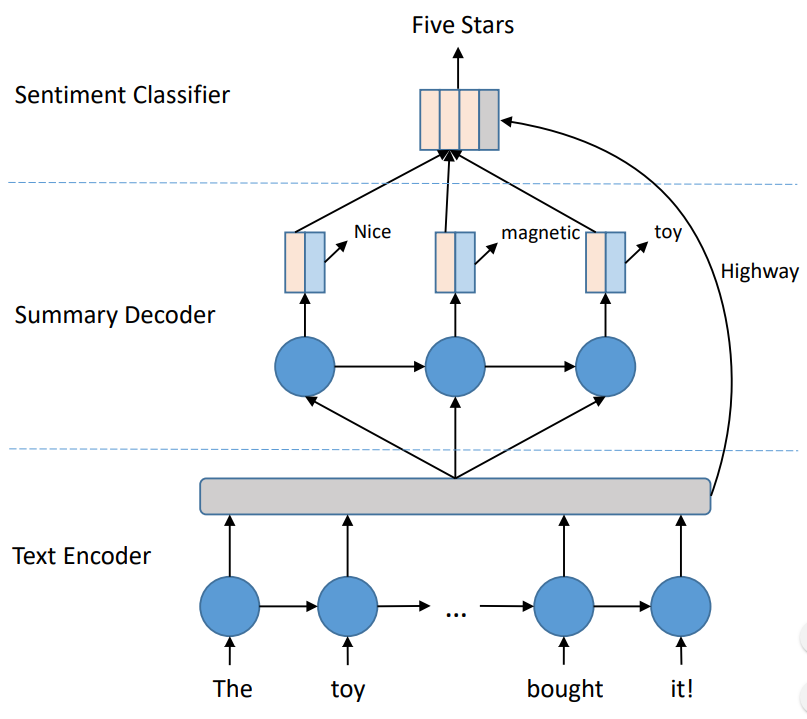 Five Stars
Sentiment Classifier
Nice
magnetic
toy
Highway
Summary Decoder
Text Encoder
...
The toy bought it!